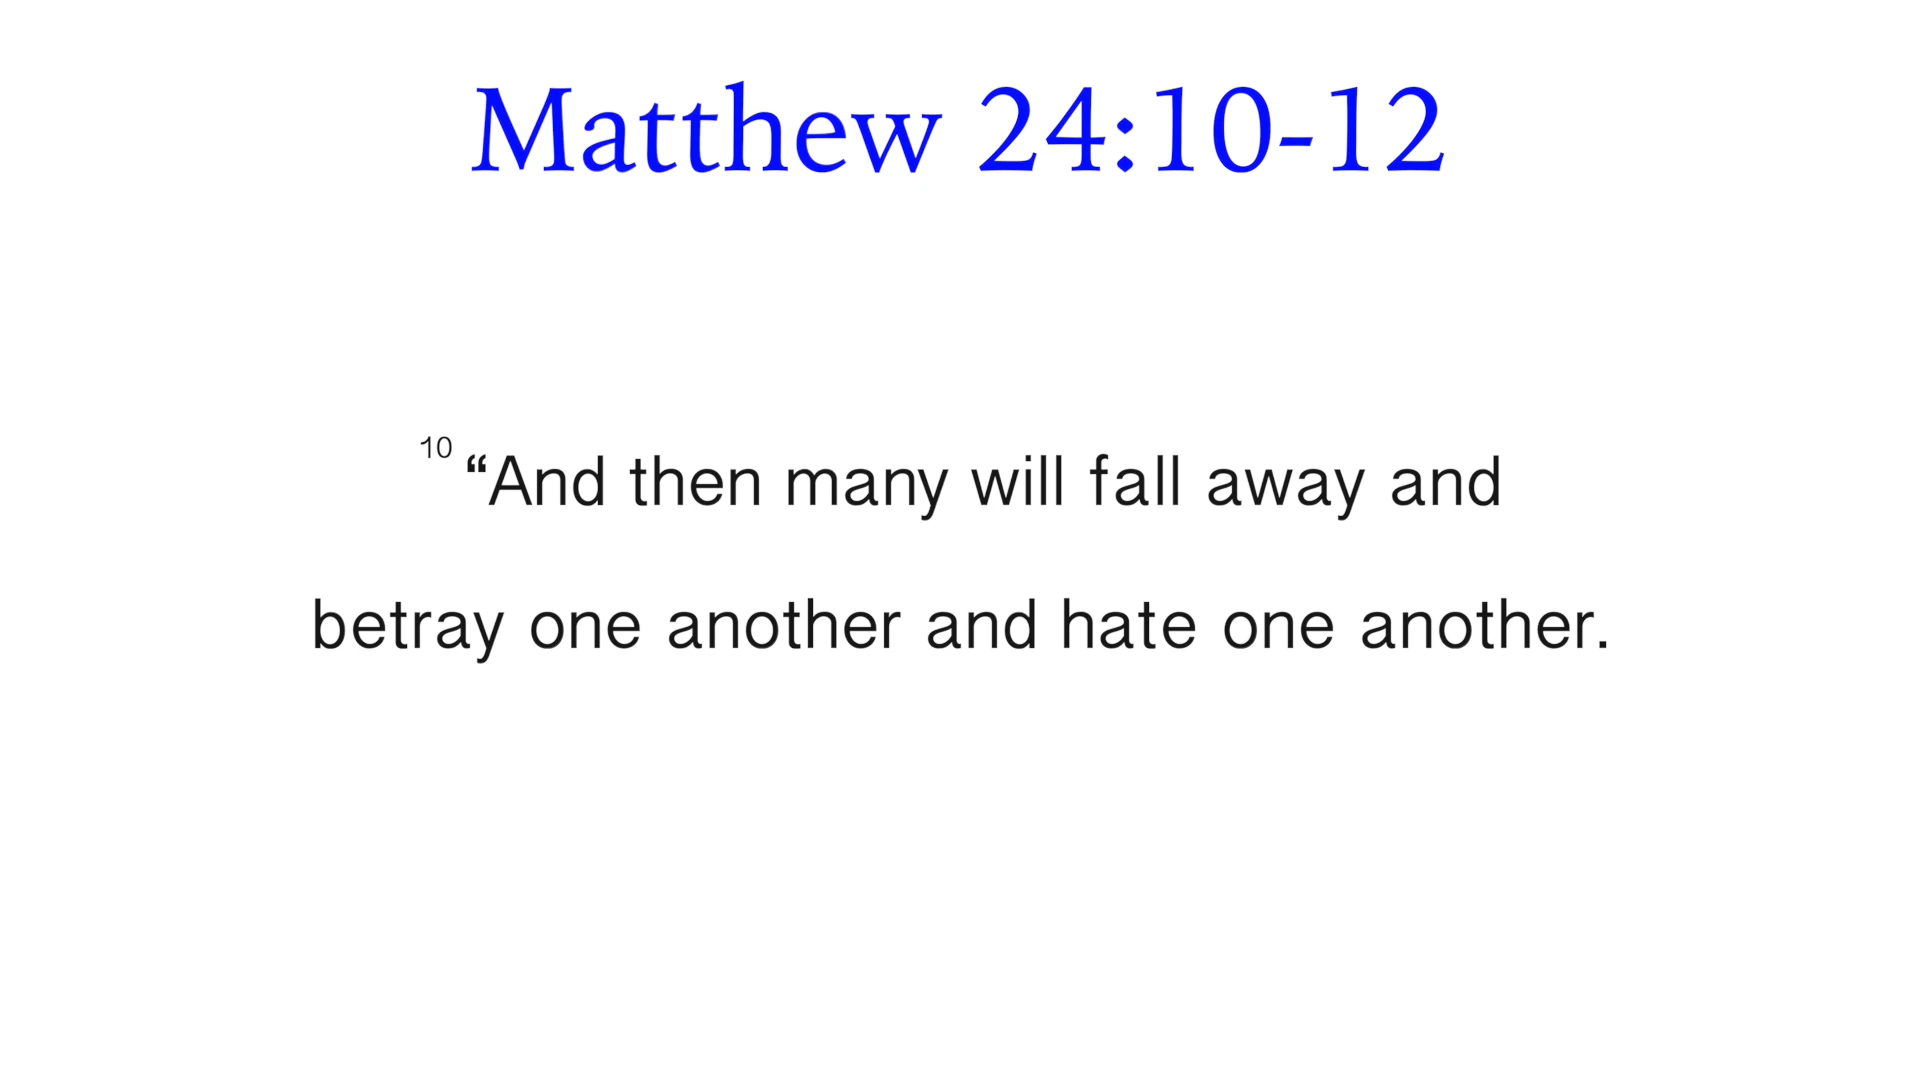 Matthew 24:10-12
10 “And then many will fall away and
betray one another and hate one another.